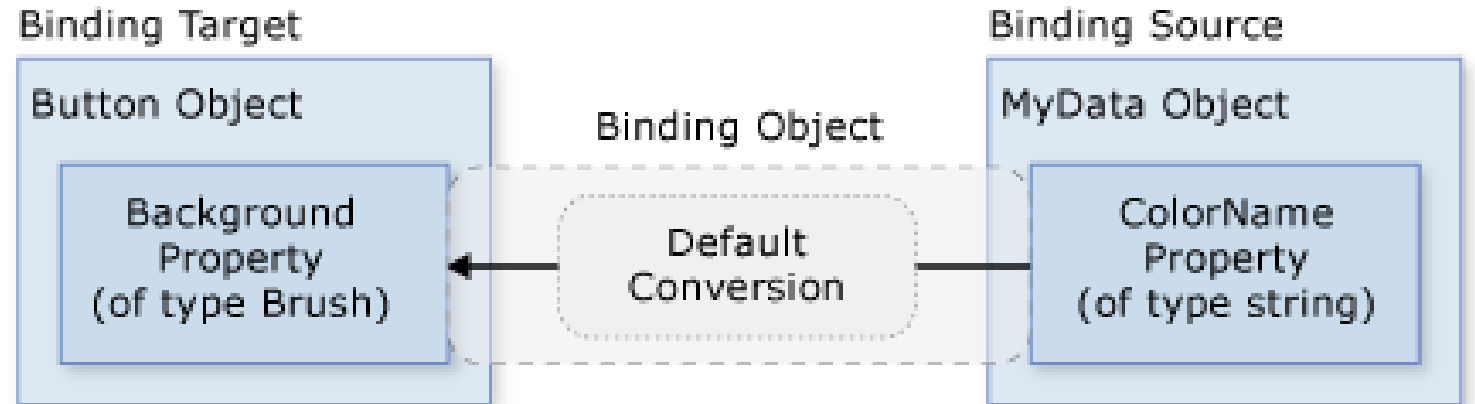 Binding Target
Button Object
Background
Property
(of type Brush)
Binding Object
Default
Conversion
Binding Source
MyData Object
ColorName
Property
(of type string)